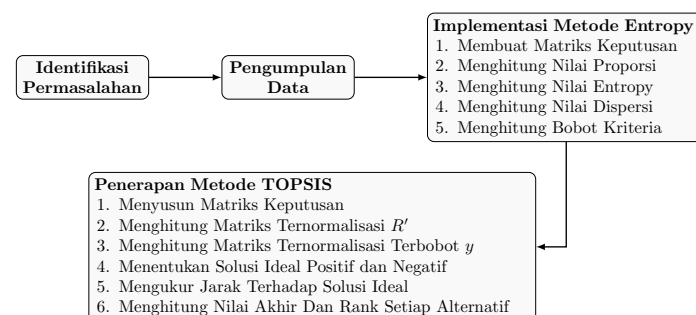 Identifikasi
Permasalahan
Pengumpulan
Data
Implementasi Metode Entropy
1. Membuat Matriks Keputusan
2. Menghitung Nilai Proporsi
3. Menghitung Nilai Entropy
4. Menghitung Nilai Dispersi
5. Menghitung Bobot Kriteria
Penerapan Metode TOPSIS
1. Menyusun Matriks Keputusan
2. Menghitung Matriks Ternormalisasi R′
3. Menghitung Matriks Ternormalisasi Terbobot y
4. Menentukan Solusi Ideal Positif dan Negatif
5. Mengukur Jarak Terhadap Solusi Ideal
6. Menghitung Nilai Akhir Dan Rank Setiap Alternatif